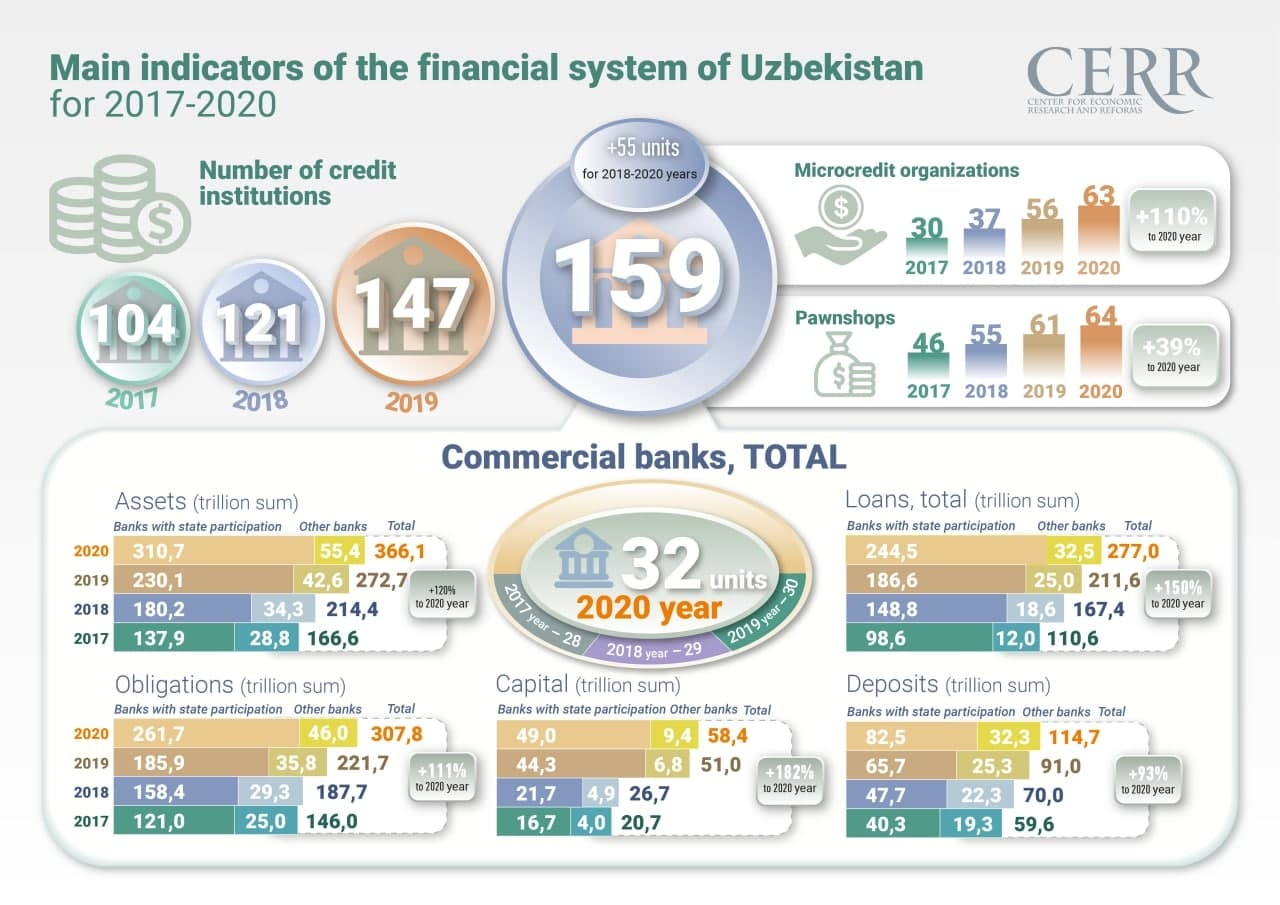 Main indicators of the financial system of Uzbekistan
for 2017-2020
CERR
CENTER FOR ECONOMIC
RESEARCH AND REFORMS
Number of credit
institutions
104
2017
121
2018
147
2019
+55 units
for 2018-2020 years
159
Microcredit organizations
30 37 56 63
2017 2018 2019 2020
+110%
to 2020 year
Pawnshops
46 55 61 64
2017 2018 2019 2020
+39%
to 2020 year
Commercial banks, TOTAL
Assets (trillion sum)
Banks with state participation Other banks Total
2020 310,7 55,4 366,1
2019 230,1 42,6 272,7
2018 180,2 34,3 214,4
2017 137,9 28,8 166,6
+120%
to 2020 year
32 units
2020 year
2017 year – 28
2018 year – 29
2019 year – 30
Loans, total (trillion sum)
Banks with state participation Other banks Total
244,5 32,5 277,0
186,6 25,0 211,6
148,8 18,6 167,4
98,6 12,0 110,6
+150%
to 2020 year
Obligations (trillion sum)
Banks with state participation Other banks Total
2020 261,7 46,0 307,8
2019 185,9 35,8 221,7
2018 158,4 29,3 187,7
2017 121,0 25,0 146,0
+111%
to 2020 year
Capital (trillion sum)
Banks with state participation Other banks Total
49,0 9,4 58,4
44,3 6,8 51,0
21,7 4,9 26,7
16,7 4,0 20,7
+182%
to 2020 year
Deposits (trillion sum)
Banks with state participation Other banks Total
82,5 32,3 114,7
65,7 25,3 91,0
47,7 22,3 70,0
40,3 19,3 59,6
+93%
to 2020 year